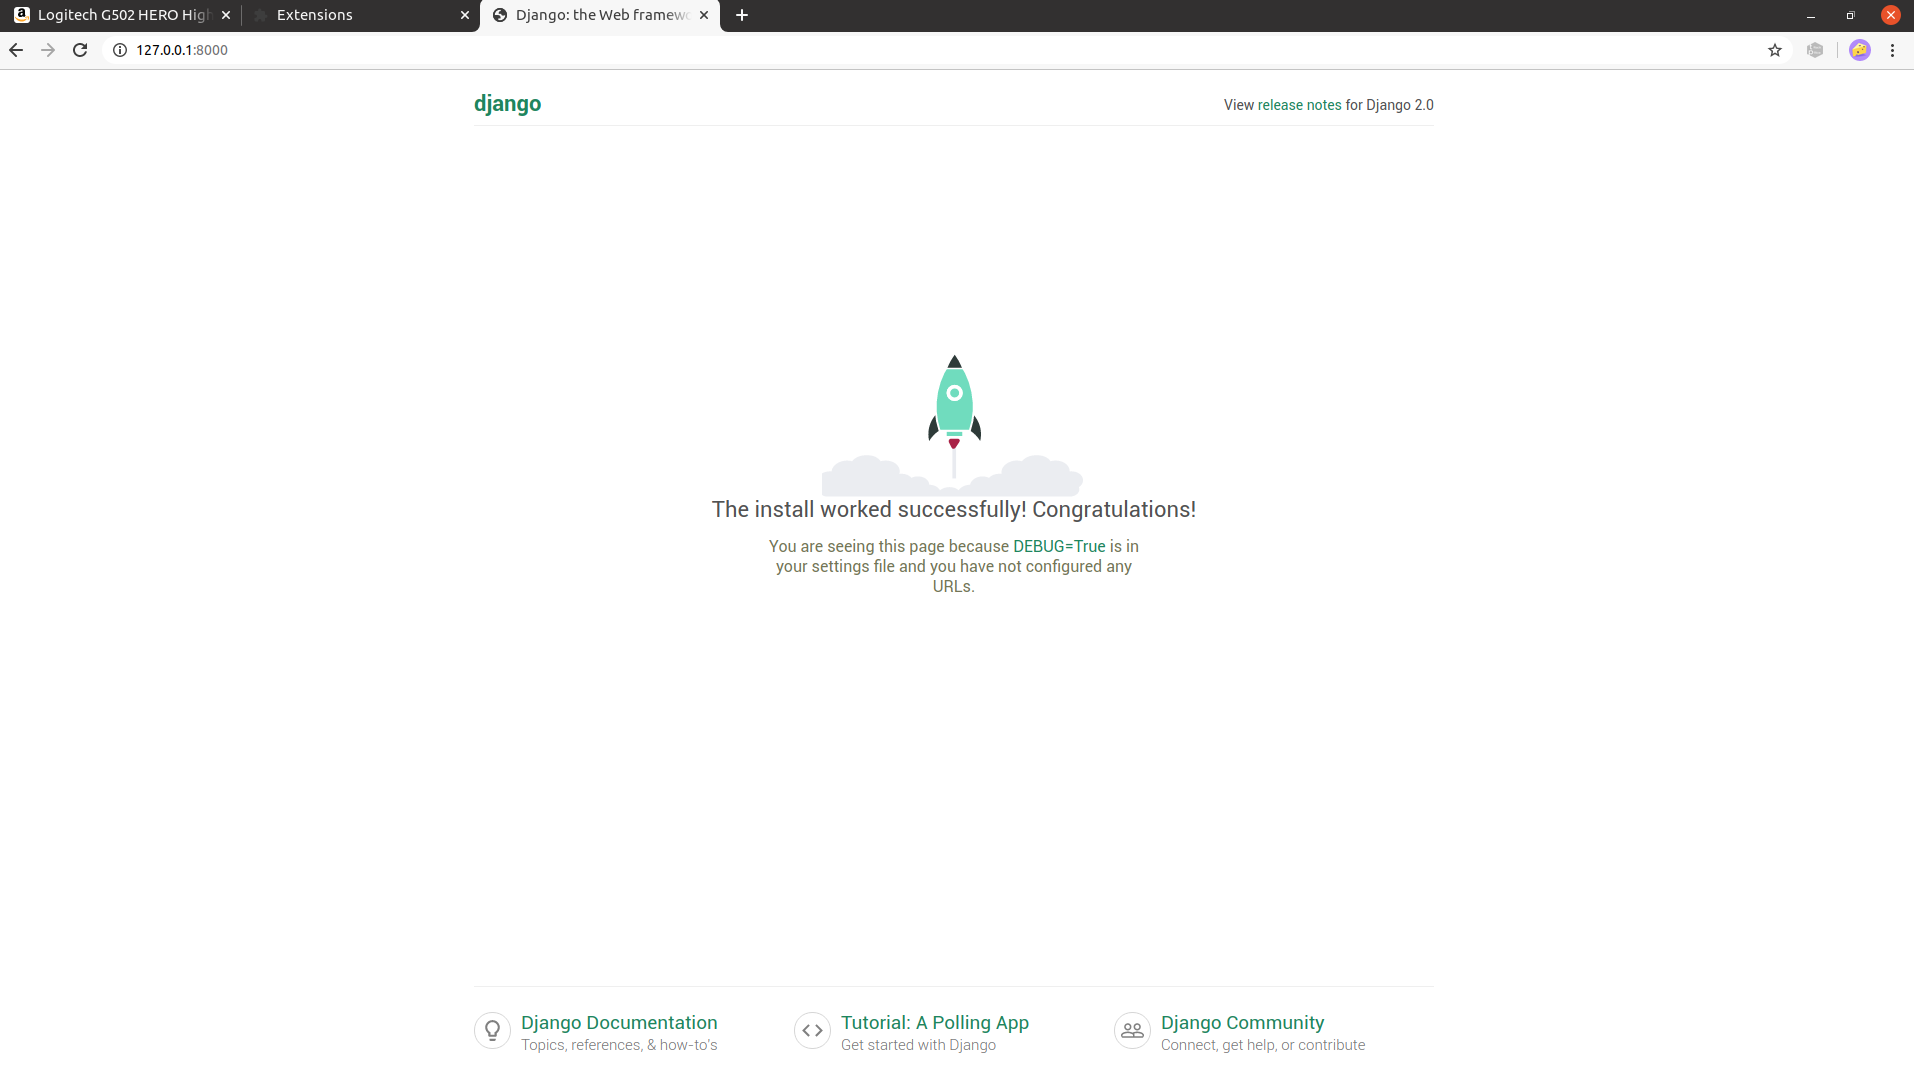 Logitech G502 HERO High
Extensions
Django: the Web framewo
127.0.0.1:8000
django
View release notes for Django 2.0
The install worked successfully! Congratulations!
You are seeing this page because DEBUG=True is in
your settings file and you have not configured any
URLs.
Django Documentation
Topics, references, & how-to's
Tutorial: A Polling App
Get started with Django
Django Community
Connect, get help, or contribute